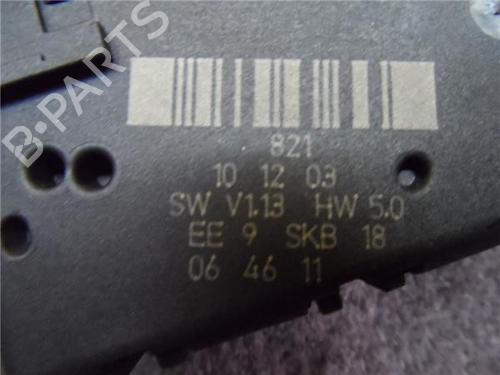 B-PARTS
821
10 12 03
SW V1.13 HW 5.0
EE 9 SKB 18
06 46 11